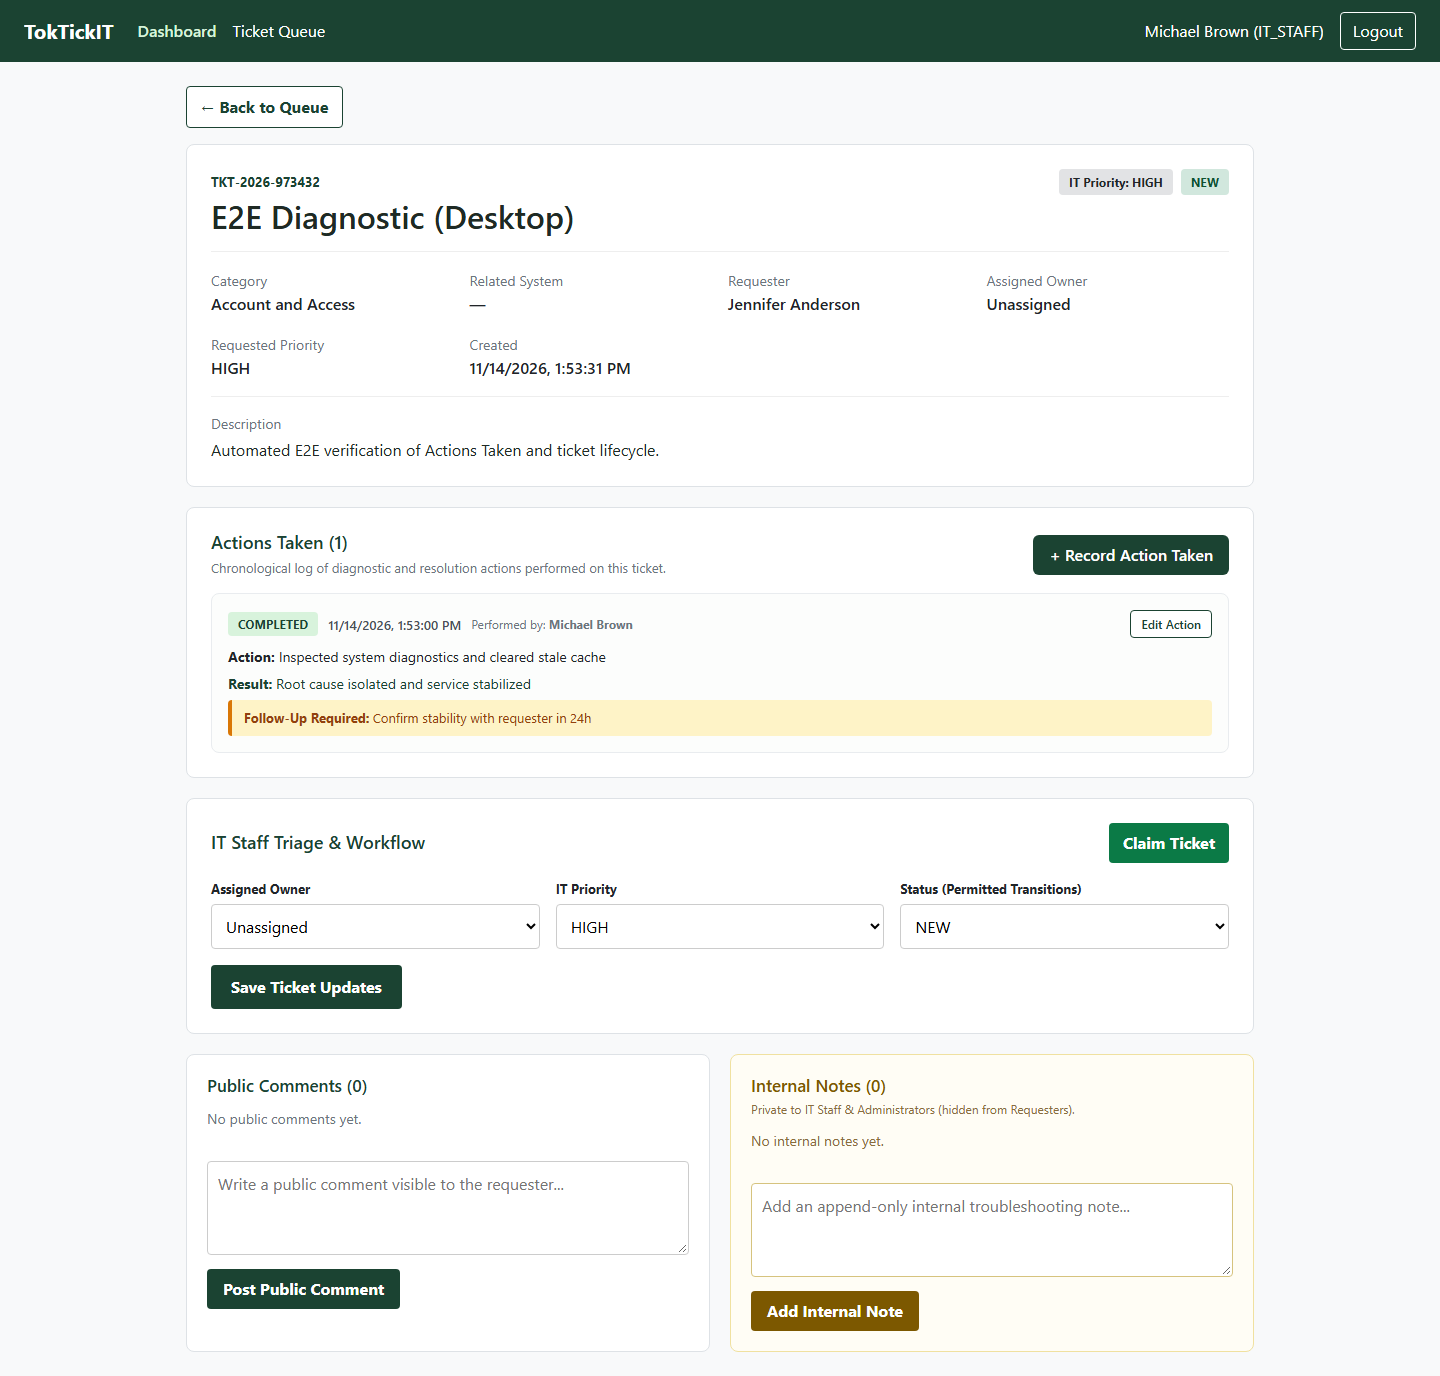 TokTickIT Dashboard Ticket Queue Michael Brown (IT_STAFF) Logout
← Back to Queue
TKT-2026-973432 IT Priority: HIGH NEW
E2E Diagnostic (Desktop)
Category Related System Requester Assigned Owner
Account and Access — Jennifer Anderson Unassigned
Requested Priority Created
HIGH 11/14/2026, 1:53:31 PM
Description
Automated E2E verification of Actions Taken and ticket lifecycle.
Actions Taken (1)
Chronological log of diagnostic and resolution actions performed on this ticket.
+ Record Action Taken
COMPLETED 11/14/2026, 1:53:00 PM Performed by: Michael Brown Edit Action
Action: Inspected system diagnostics and cleared stale cache
Result: Root cause isolated and service stabilized
Follow-Up Required: Confirm stability with requester in 24h
IT Staff Triage & Workflow Claim Ticket
Assigned Owner IT Priority Status (Permitted Transitions)
Unassigned HIGH NEW
Save Ticket Updates
Public Comments (0)
No public comments yet.
Write a public comment visible to the requester...
Post Public Comment
Internal Notes (0)
Private to IT Staff & Administrators (hidden from Requesters).
No internal notes yet.
Add an append-only internal troubleshooting note...
Add Internal Note